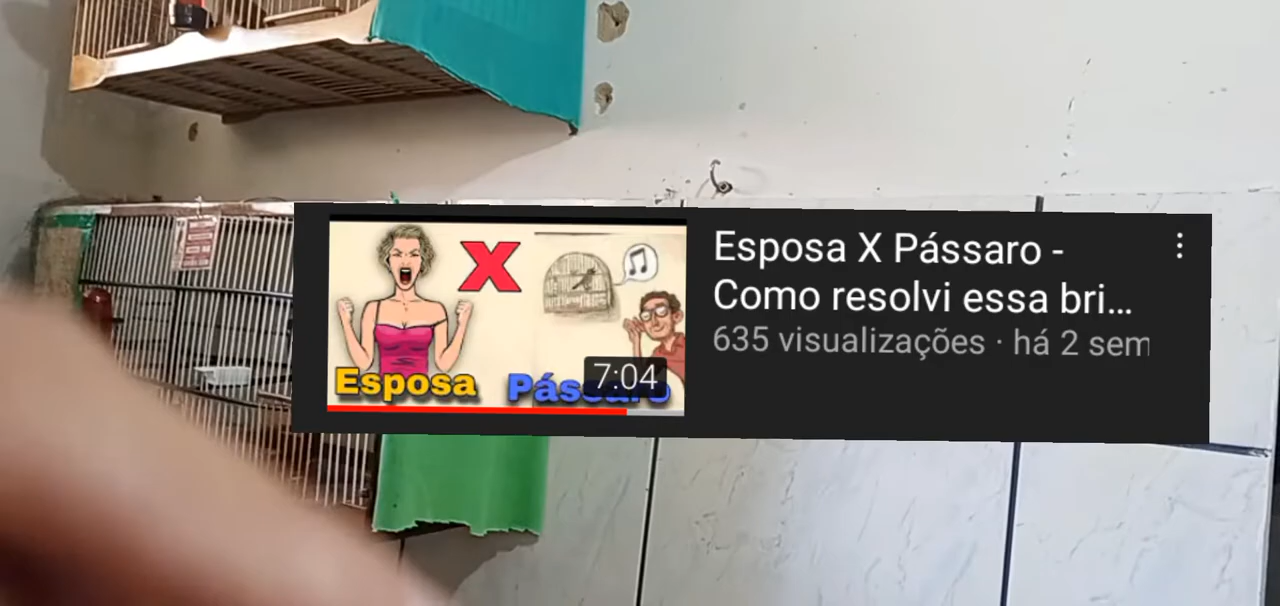 Esposa X Pássaro -
Como resolvi essa bri...
635 visualizações · há 2 sem
X
Esposa
Pássaro
7:04